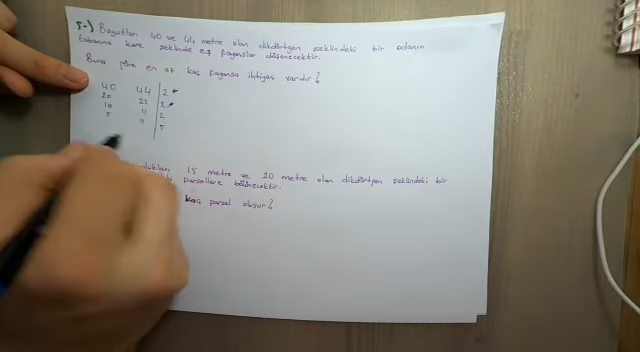 5-) Boyutları 40 ve 44 metre olan dikdörtgen şeklindeki bir odanın
tabanına kare şeklinde eş fayanslar döşenecektir.
Buna göre en az kaç fayansa ihtiyaç vardır?
40 44 2
20 22 2
10 11 2
5 11 5
15 metre ve 20 metre olan dikdörtgen şeklindeki bir
parsellere bölünecektir.
kaç parsel oluşur?